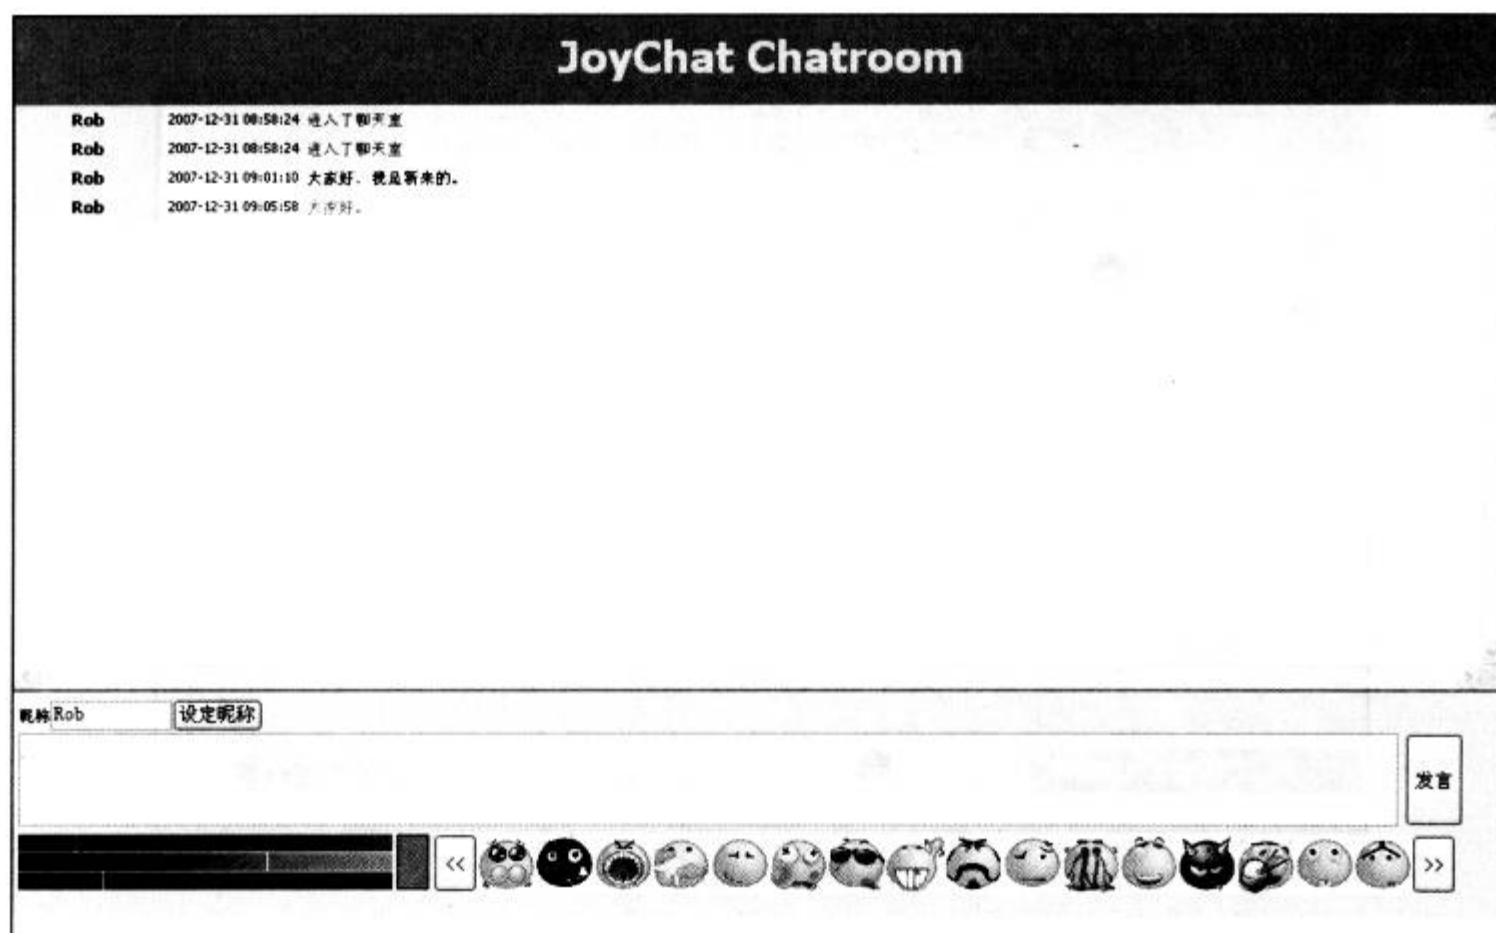 JoyChat Chatroom
Rob 2007-12-31 08:58:24 进入了聊天室
Rob 2007-12-31 08:58:24 进入了聊天室
Rob 2007-12-31 09:01:10 大家好，我是新来的。
Rob 2007-12-31 09:05:58 大家好。
昵称 Rob 设定昵称
发言
<< >>